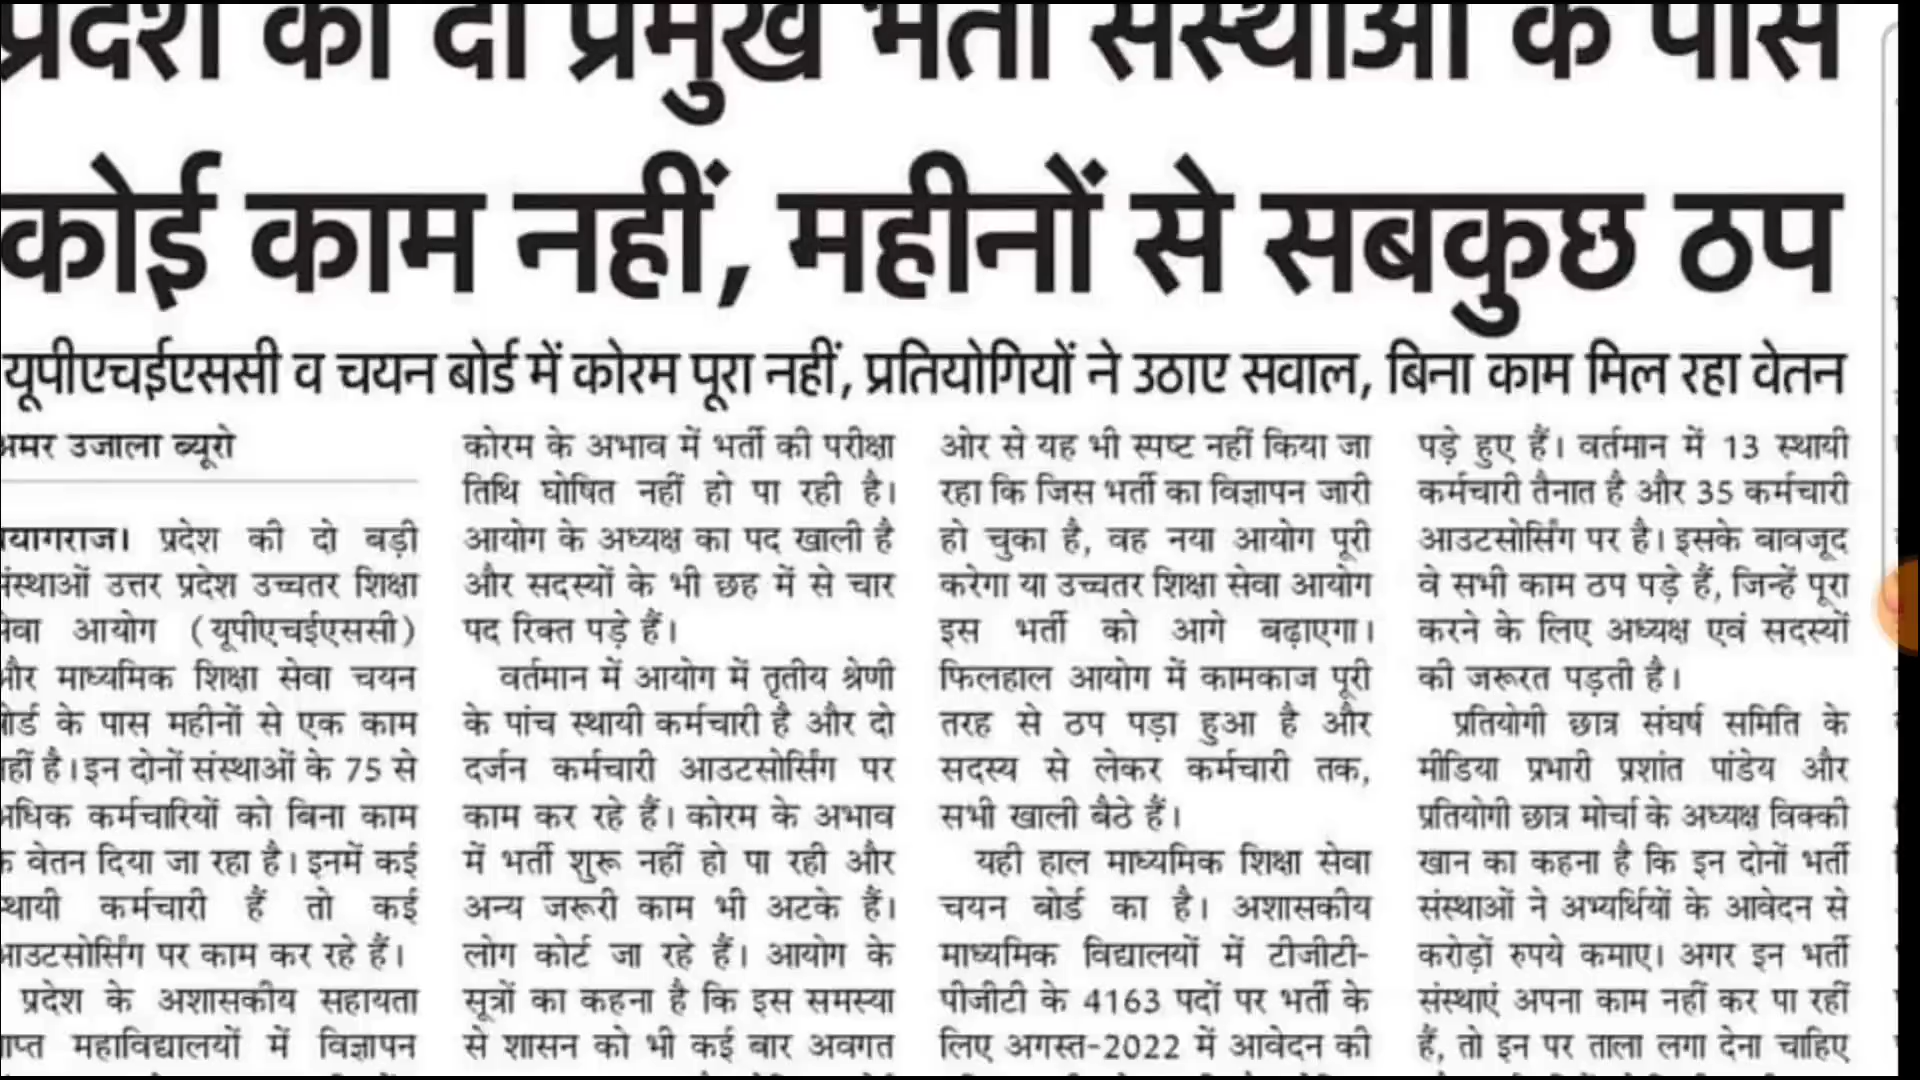 प्रदेश की दो प्रमुख भर्ती संस्थाओं के पास
कोई काम नहीं, महीनों से सबकुछ ठप
यूपीएचईएससी व चयन बोर्ड में कोरम पूरा नहीं, प्रतियोगियों ने उठाए सवाल, बिना काम मिल रहा वेतन
अमर उजाला ब्यूरो
प्रयागराज। प्रदेश की दो बड़ी
संस्थाओं उत्तर प्रदेश उच्चतर शिक्षा
सेवा आयोग (यूपीएचईएससी)
और माध्यमिक शिक्षा सेवा चयन
बोर्ड के पास महीनों से एक काम
नहीं है। इन दोनों संस्थाओं के 75 से
अधिक कर्मचारियों को बिना काम
के वेतन दिया जा रहा है। इनमें कई
स्थायी कर्मचारी हैं तो कई
आउटसोर्सिंग पर काम कर रहे हैं।
प्रदेश के अशासकीय सहायता
प्राप्त महाविद्यालयों में विज्ञापन
कोरम के अभाव में भर्ती की परीक्षा
तिथि घोषित नहीं हो पा रही है।
आयोग के अध्यक्ष का पद खाली है
और सदस्यों के भी छह में से चार
पद रिक्त पड़े हैं।
वर्तमान में आयोग में तृतीय श्रेणी
के पांच स्थायी कर्मचारी है और दो
दर्जन कर्मचारी आउटसोर्सिंग पर
काम कर रहे हैं। कोरम के अभाव
में भर्ती शुरू नहीं हो पा रही और
अन्य जरूरी काम भी अटके हैं।
लोग कोर्ट जा रहे हैं। आयोग के
सूत्रों का कहना है कि इस समस्या
से शासन को भी कई बार अवगत
ओर से यह भी स्पष्ट नहीं किया जा
रहा कि जिस भर्ती का विज्ञापन जारी
हो चुका है, वह नया आयोग पूरी
करेगा या उच्चतर शिक्षा सेवा आयोग
इस भर्ती को आगे बढ़ाएगा।
फिलहाल आयोग में कामकाज पूरी
तरह से ठप पड़ा हुआ है और
सदस्य से लेकर कर्मचारी तक,
सभी खाली बैठे हैं।
यही हाल माध्यमिक शिक्षा सेवा
चयन बोर्ड का है। अशासकीय
माध्यमिक विद्यालयों में टीजीटी-
पीजीटी के 4163 पदों पर भर्ती के
लिए अगस्त-2022 में आवेदन की
पड़े हुए हैं। वर्तमान में 13 स्थायी
कर्मचारी तैनात है और 35 कर्मचारी
आउटसोर्सिंग पर है। इसके बावजूद
वे सभी काम ठप पड़े हैं, जिन्हें पूरा
करने के लिए अध्यक्ष एवं सदस्यों
की जरूरत पड़ती है।
प्रतियोगी छात्र संघर्ष समिति के
मीडिया प्रभारी प्रशांत पांडेय और
प्रतियोगी छात्र मोर्चा के अध्यक्ष विक्की
खान का कहना है कि इन दोनों भर्ती
संस्थाओं ने अभ्यर्थियों के आवेदन से
करोड़ों रुपये कमाए। अगर इन भर्ती
संस्थाएं अपना काम नहीं कर पा रहीं
हैं, तो इन पर ताला लगा देना चाहिए